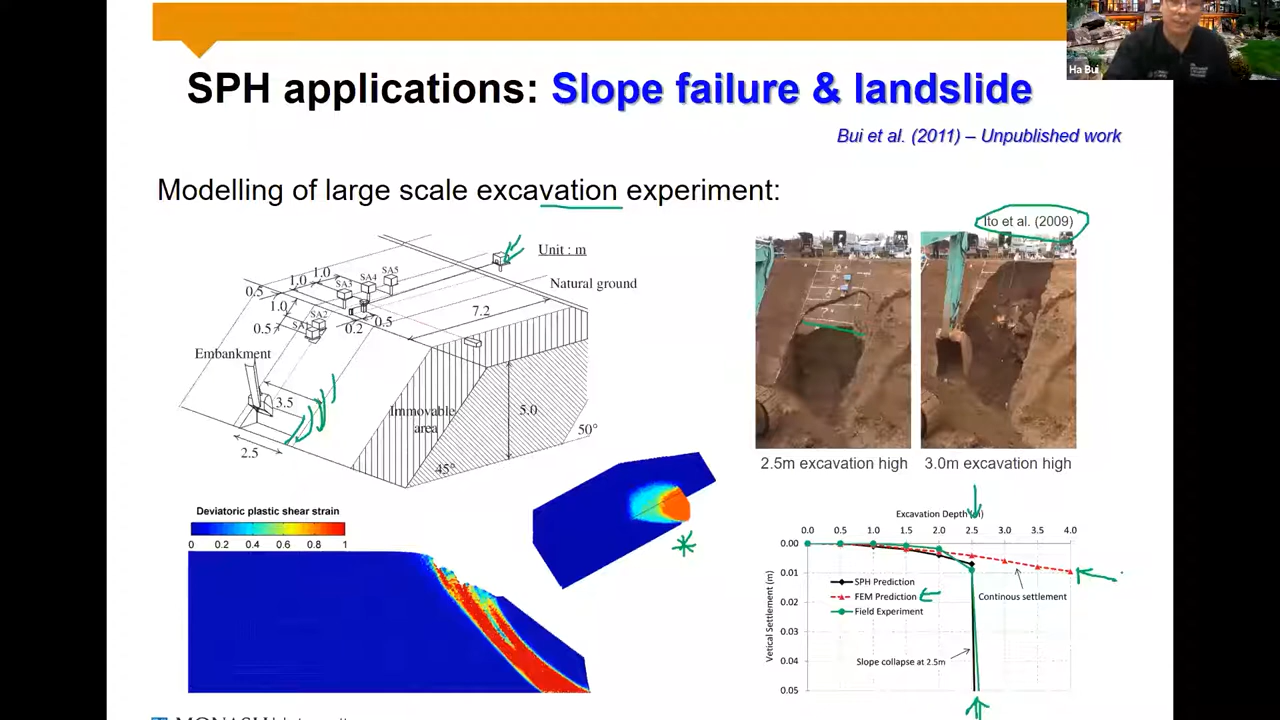 Ha Bui
SPH applications: Slope failure & landslide
Bui et al. (2011) – Unpublished work
Modelling of large scale excavation experiment:
Ito et al. (2009)
Unit : m
Natural ground
0.5
1.0
1.0
SA3
SA4
SA5
1.0
0.5
SA2
0.2
0.5
7.2
Embankment
3.5
2.5
Immovable
area
5.0
45°
50°
2.5m excavation high
3.0m excavation high
Deviatoric plastic shear strain
0 0.2 0.4 0.6 0.8 1
Excavation Depth
0.0 0.5 1.0 1.5 2.0 2.5 3.0 3.5 4.0
0.00
0.01
0.02
0.03
0.04
0.05
Vetical Settlement (m)
SPH Prediction
FEM Prediction
Field Experiment
Continous settlement
Slope collapse at 2.5m
MONASH